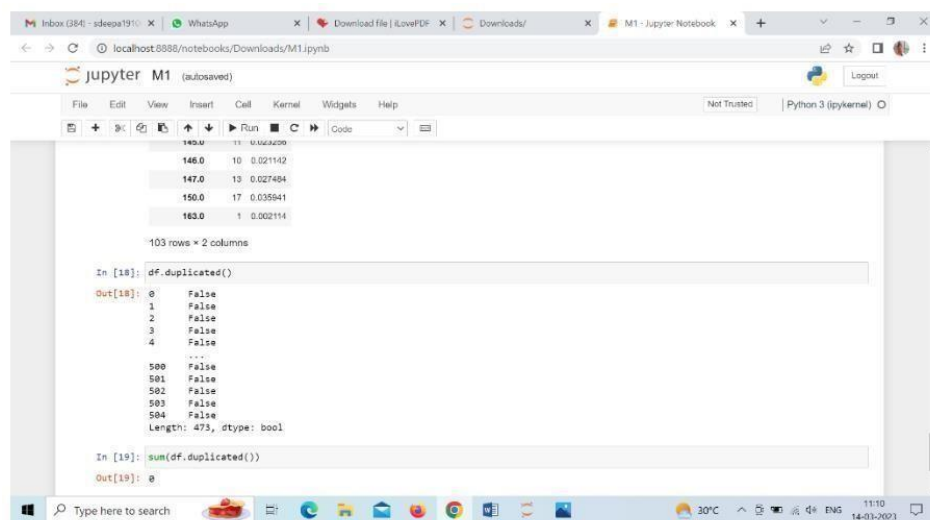 Inbox (384) - sdeepa1910 × WhatsApp × Download file | iLovePDF × Downloads/ × M1 - Jupyter Notebook × +
localhost:8888/notebooks/Downloads/M1.ipynb
jupyter M1 (autosaved) Logout
File Edit View Insert Cell Kernel Widgets Help Not Trusted Python 3 (ipykernel)
Run Code
145.0 11 0.023256
146.0 10 0.021142
147.0 13 0.027484
150.0 17 0.035941
163.0 1 0.002114
103 rows × 2 columns
In [18]: df.duplicated()
Out[18]: 0 False
1 False
2 False
3 False
4 False
...
500 False
501 False
502 False
503 False
504 False
Length: 473, dtype: bool
In [19]: sum(df.duplicated())
Out[19]: 0
Type here to search 30°C ENG 11:10
14-03-2023